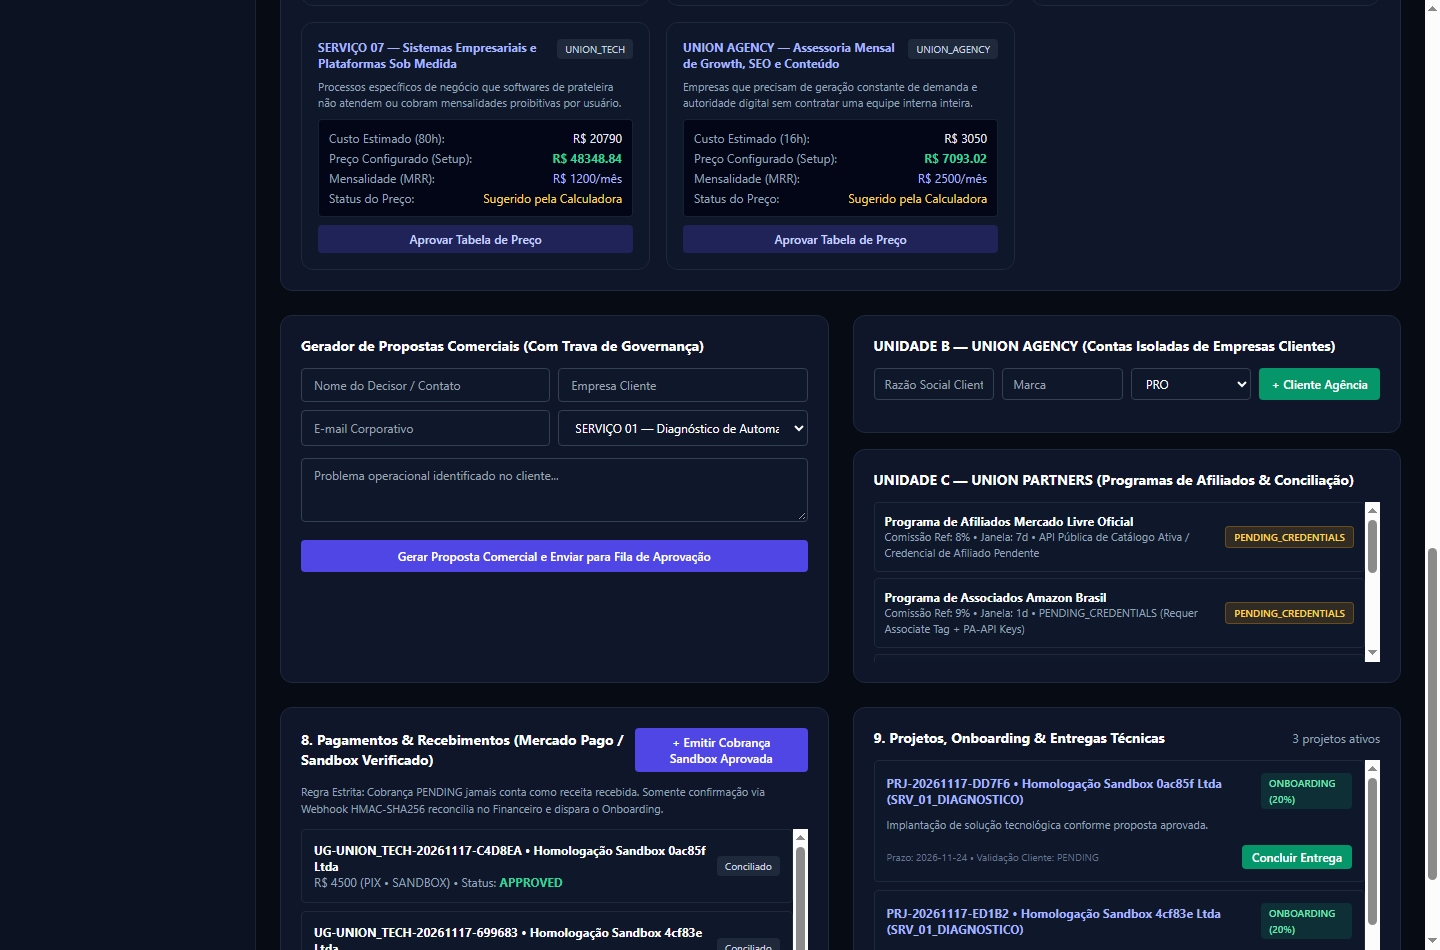 SERVIÇO 07 — Sistemas Empresariais e
Plataformas Sob Medida
UNION_TECH
Processos específicos de negócio que softwares de prateleira
não atendem ou cobram mensalidades proibitivas por usuário.
Custo Estimado (80h): R$ 20790
Preço Configurado (Setup): R$ 48348.84
Mensalidade (MRR): R$ 1200/mês
Status do Preço: Sugerido pela Calculadora
Aprovar Tabela de Preço
UNION AGENCY — Assessoria Mensal
de Growth, SEO e Conteúdo
UNION_AGENCY
Empresas que precisam de geração constante de demanda e
autoridade digital sem contratar uma equipe interna inteira.
Custo Estimado (16h): R$ 3050
Preço Configurado (Setup): R$ 7093.02
Mensalidade (MRR): R$ 2500/mês
Status do Preço: Sugerido pela Calculadora
Aprovar Tabela de Preço
Gerador de Propostas Comerciais (Com Trava de Governança)
Nome do Decisor / Contato
Empresa Cliente
E-mail Corporativo
SERVIÇO 01 — Diagnóstico de Automa
Problema operacional identificado no cliente...
Gerar Proposta Comercial e Enviar para Fila de Aprovação
UNIDADE B — UNION AGENCY (Contas Isoladas de Empresas Clientes)
Razão Social Client
Marca
PRO
+ Cliente Agência
UNIDADE C — UNION PARTNERS (Programas de Afiliados & Conciliação)
Programa de Afiliados Mercado Livre Oficial
Comissão Ref: 8% • Janela: 7d • API Pública de Catálogo Ativa /
Credencial de Afiliado Pendente
PENDING_CREDENTIALS
Programa de Associados Amazon Brasil
Comissão Ref: 9% • Janela: 1d • PENDING_CREDENTIALS (Requer
Associate Tag + PA-API Keys)
PENDING_CREDENTIALS
8. Pagamentos & Recebimentos (Mercado Pago /
Sandbox Verificado)
+ Emitir Cobrança
Sandbox Aprovada
Regra Estrita: Cobrança PENDING jamais conta como receita recebida. Somente confirmação via
Webhook HMAC-SHA256 reconcilia no Financeiro e dispara o Onboarding.
UG-UNION_TECH-20261117-C4D8EA • Homologação Sandbox 0ac85f
Ltda
R$ 4500 (PIX • SANDBOX) • Status: APPROVED
Conciliado
UG-UNION_TECH-20261117-699683 • Homologação Sandbox 4cf83e
Ltda
Conciliado
9. Projetos, Onboarding & Entregas Técnicas
3 projetos ativos
PRJ-20261117-DD7F6 • Homologação Sandbox 0ac85f Ltda
(SRV_01_DIAGNOSTICO)
ONBOARDING
(20%)
Implantação de solução tecnológica conforme proposta aprovada.
Prazo: 2026-11-24 • Validação Cliente: PENDING
Concluir Entrega
PRJ-20261117-ED1B2 • Homologação Sandbox 4cf83e Ltda
(SRV_01_DIAGNOSTICO)
ONBOARDING
(20%)